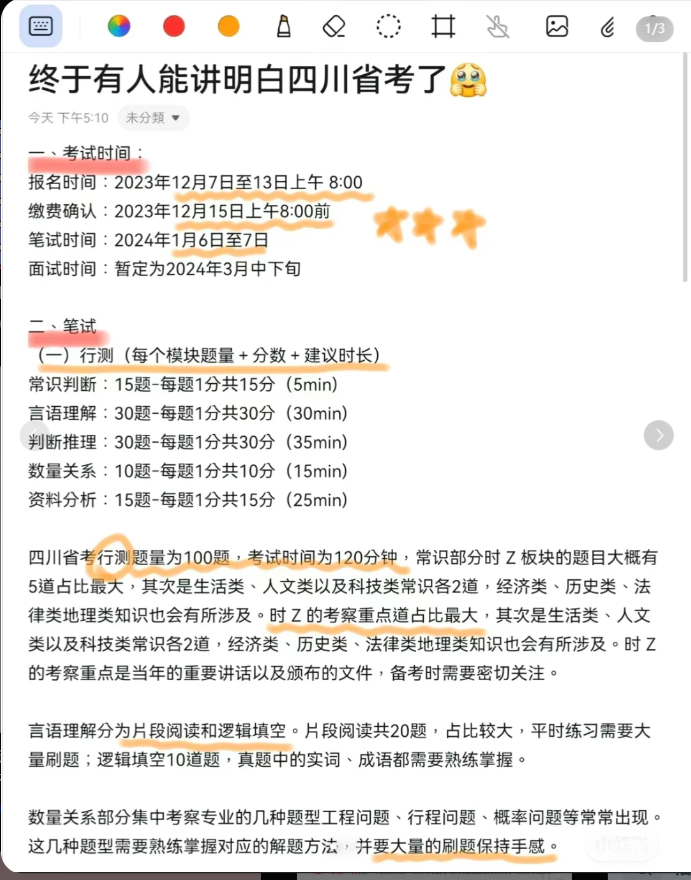 1/3
终于有人能讲明白四川省考了
今天 下午5:10 未分類 ▼
一、考试时间：
报名时间：2023年12月7日至13日上午 8:00
缴费确认：2023年12月15日上午8:00前
笔试时间：2024年1月6日至7日
面试时间：暂定为2024年3月中下旬
二、笔试
（一）行测（每个模块题量＋分数＋建议时长）
常识判断：15题-每题1分共15分（5min）
言语理解：30题-每题1分共30分（30min）
判断推理：30题-每题1分共30分（35min）
数量关系：10题-每题1分共10分（15min）
资料分析：15题-每题1分共15分（25min）
四川省考行测题量为100题，考试时间为120分钟，常识部分时 Z 板块的题目大概有
5道占比最大，其次是生活类、人文类以及科技类常识各2道，经济类、历史类、法
律类地理类知识也会有所涉及。时 Z 的考察重点道占比最大，其次是生活类、人文
类以及科技类常识各2道，经济类、历史类、法律类地理类知识也会有所涉及。时 Z
的考察重点是当年的重要讲话以及颁布的文件，备考时需要密切关注。
言语理解分为片段阅读和逻辑填空。片段阅读共20题，占比较大，平时练习需要大
量刷题；逻辑填空10道题，真题中的实词、成语都需要熟练掌握。
数量关系部分集中考察专业的几种题型工程问题、行程问题、概率问题等常常出现。
这几种题型需要熟练掌握对应的解题方法，并要大量的刷题保持手感。